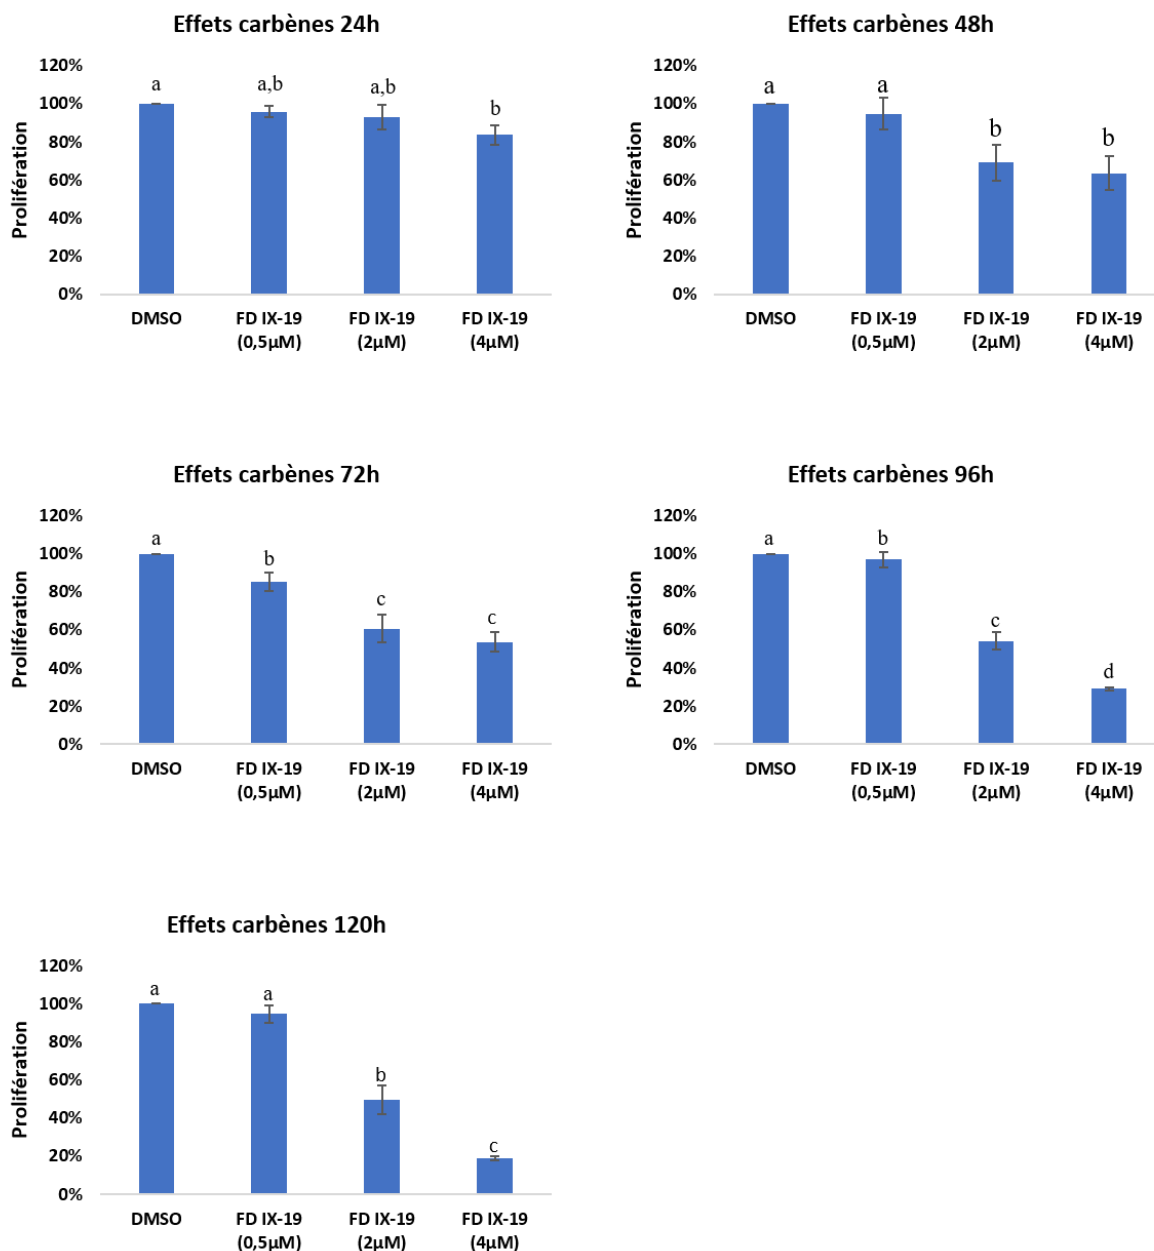 Effets carbènes 24h
120%
100%
80%
60%
40%
20%
0%
Prolifération
a
a,b
a,b
b
DMSO
FD IX-19
(0,5µM)
FD IX-19
(2µM)
FD IX-19
(4µM)
Effets carbènes 48h
120%
100%
80%
60%
40%
20%
0%
Prolifération
a
a
b
b
DMSO
FD IX-19
(0,5µM)
FD IX-19
(2µM)
FD IX-19
(4µM)
Effets carbènes 72h
120%
100%
80%
60%
40%
20%
0%
Prolifération
a
b
c
c
DMSO
FD IX-19
(0,5µM)
FD IX-19
(2µM)
FD IX-19
(4µM)
Effets carbènes 96h
120%
100%
80%
60%
40%
20%
0%
Prolifération
a
b
c
d
DMSO
FD IX-19
(0,5µM)
FD IX-19
(2µM)
FD IX-19
(4µM)
Effets carbènes 120h
120%
100%
80%
60%
40%
20%
0%
Prolifération
a
a
b
c
DMSO
FD IX-19
(0,5µM)
FD IX-19
(2µM)
FD IX-19
(4µM)